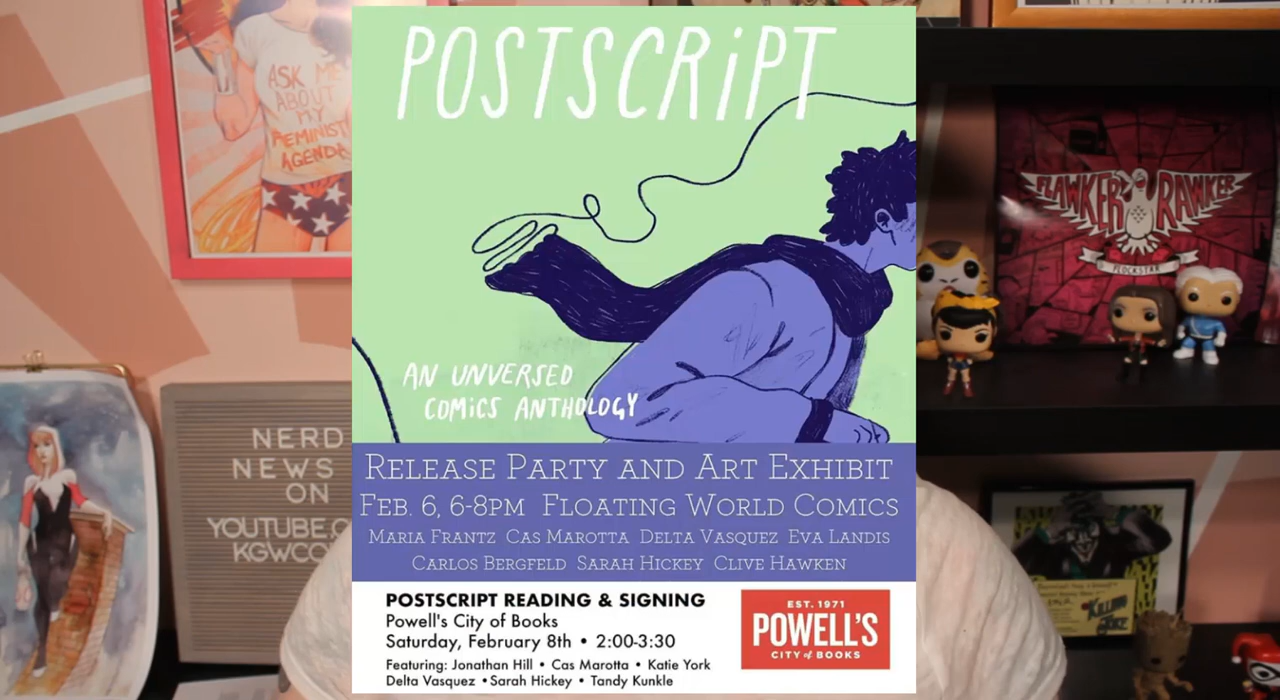 ASK ME
ABOUT
MY
FEMINIST
AGENDA
NERD
NEWS
ON
YOUTUBE.C
KGWCO
POSTSCRIPT
AN UNVERSED
COMICS ANTHOLOGY
RELEASE PARTY AND ART EXHIBIT
FEB. 6, 6-8PM FLOATING WORLD COMICS
MARIA FRANTZ CAS MAROTTA DELTA VASQUEZ EVA LANDIS
CARLOS BERGFELD SARAH HICKEY CLIVE HAWKEN
POSTSCRIPT READING & SIGNING
Powell's City of Books
Saturday, February 8th • 2:00-3:30
Featuring: Jonathan Hill • Cas Marotta • Katie York
Delta Vasquez • Sarah Hickey • Tandy Kunkle
EST. 1971
POWELL'S
CITY of BOOKS
FLAWKER RAWKER
FLOCKSTAR